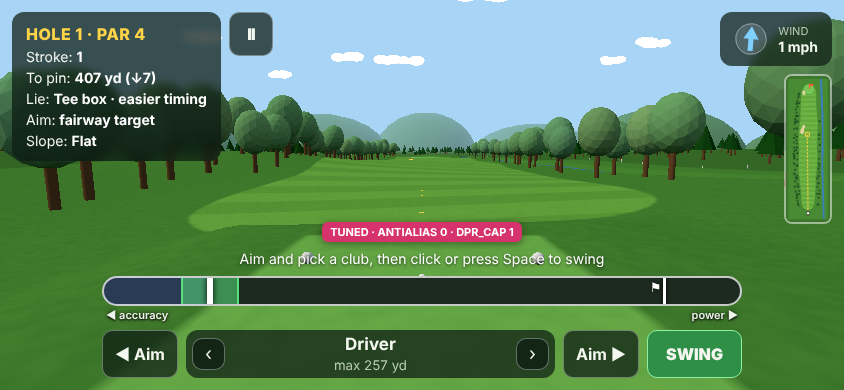 HOLE 1 · PAR 4
Stroke: 1
To pin: 407 yd (↓7)
Lie: Tee box · easier timing
Aim: fairway target
Slope: Flat
WIND
1 mph
TUNED · ANTIALIAS 0 · DPR_CAP 1
Aim and pick a club, then click or press Space to swing
◀ accuracy
power ▶
◀ Aim
‹
Driver
max 257 yd
›
Aim ▶
SWING